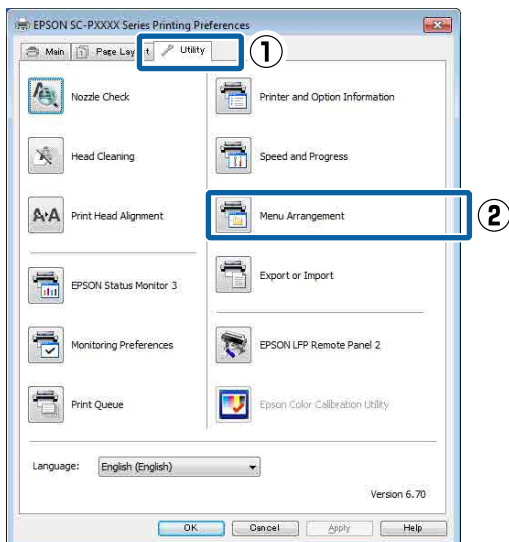 EPSON SC-PXXXX Series Printing Preferences
Main
Page Lay t
Utility
1
Nozzle Check
Printer and Option Information
Head Cleaning
Speed and Progress
A
A
Print Head Alignment
Menu Arrangement
2
EPSON Status Monitor 3
Export or Import
Monitoring Preferences
EPSON LFP Remote Panel 2
Print Queue
Epson Color Calibration Utility
Language:
English (English)
Version 6.70
OK
Cancel
Apply
Help